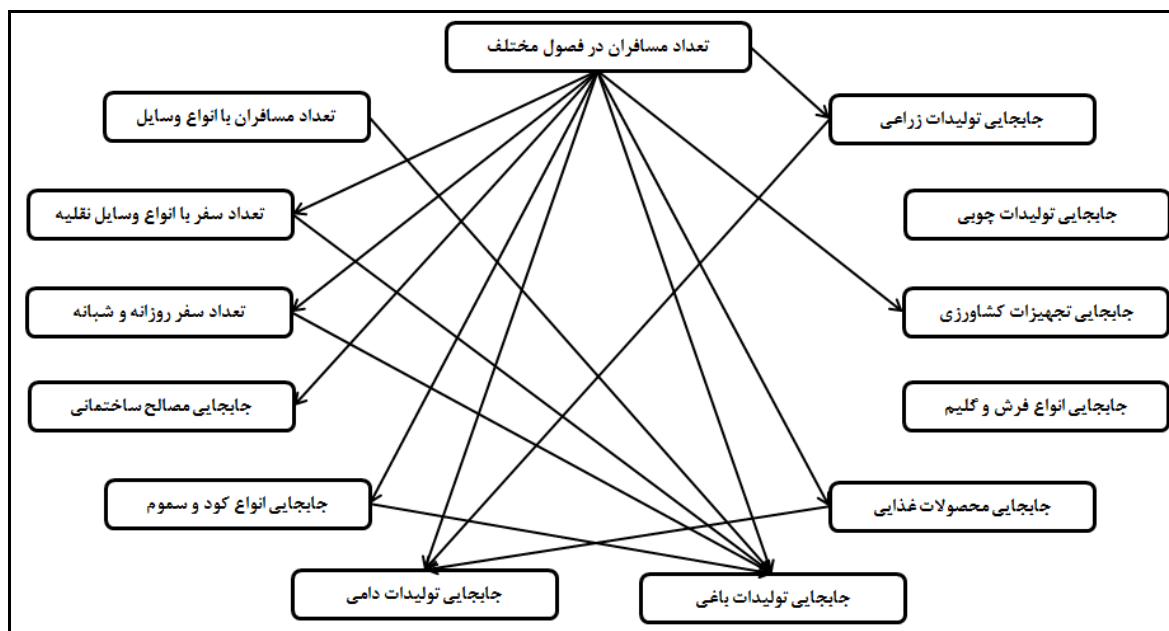 تعداد مسافران در فصول مختلف
جابجایی تولیدات زراعی
تعداد مسافران با انواع وسایل
جابجایی تولیدات چوبی
تعداد سفر با انواع وسایل نقلیه
جابجایی تجهیزات کشاورزی
تعداد سفر روزانه و شبانه
جابجایی انواع فرش و گلیم
جابجایی مصالح ساختمانی
جابجایی محصولات غذایی
جابجایی انواع کود و سموم
جابجایی تولیدات باغی
جابجایی تولیدات دامی